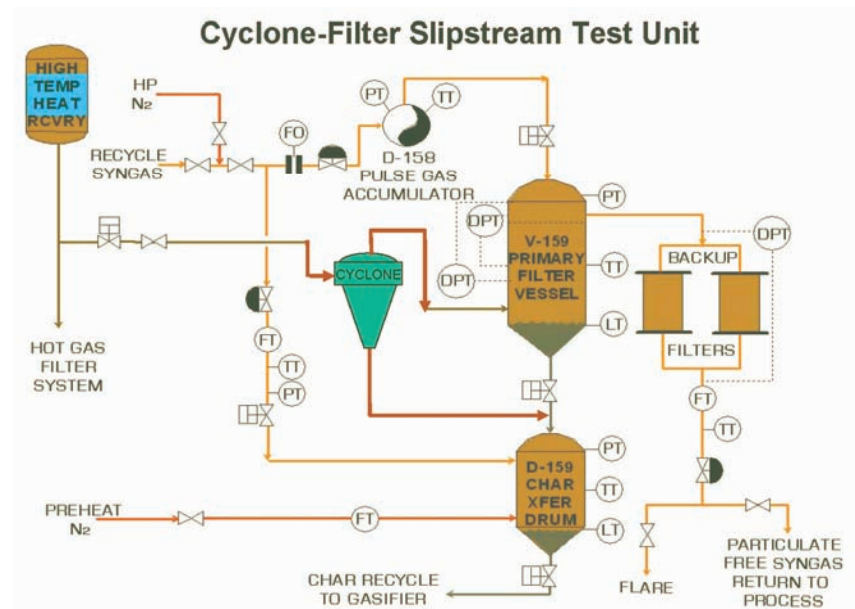 Cyclone-Filter Slipstream Test Unit
HIGH
TEMP
HEAT
RCVRY
HP
N₂
RECYCLE
SYNGAS
FO
PT
TT
D-158
PULSE GAS
ACCUMULATOR
PT
DPT
DPT
V-159
PRIMARY
FILTER
VESSEL
TT
LT
DPT
BACKUP
FILTERS
CYCLONE
HOT GAS
FILTER
SYSTEM
FT
TT
PT
FT
TT
PT
D-159
CHAR
XFER
DRUM
TT
LT
PREHEAT
N₂
FT
CHAR RECYCLE
TO GASIFIER
FLARE
PARTICULATE
FREE SYNGAS
RETURN TO
PROCESS